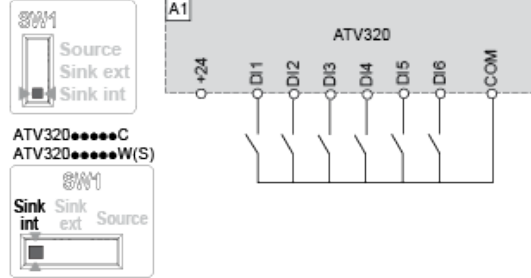 SW1
Source
Sink ext
Sink int
ATV320●●●●●C
ATV320●●●●●W(S)
SW1
Sink int
Sink ext
Source
A1
ATV320
+24
DI1
DI2
DI3
DI4
DI5
DI6
COM